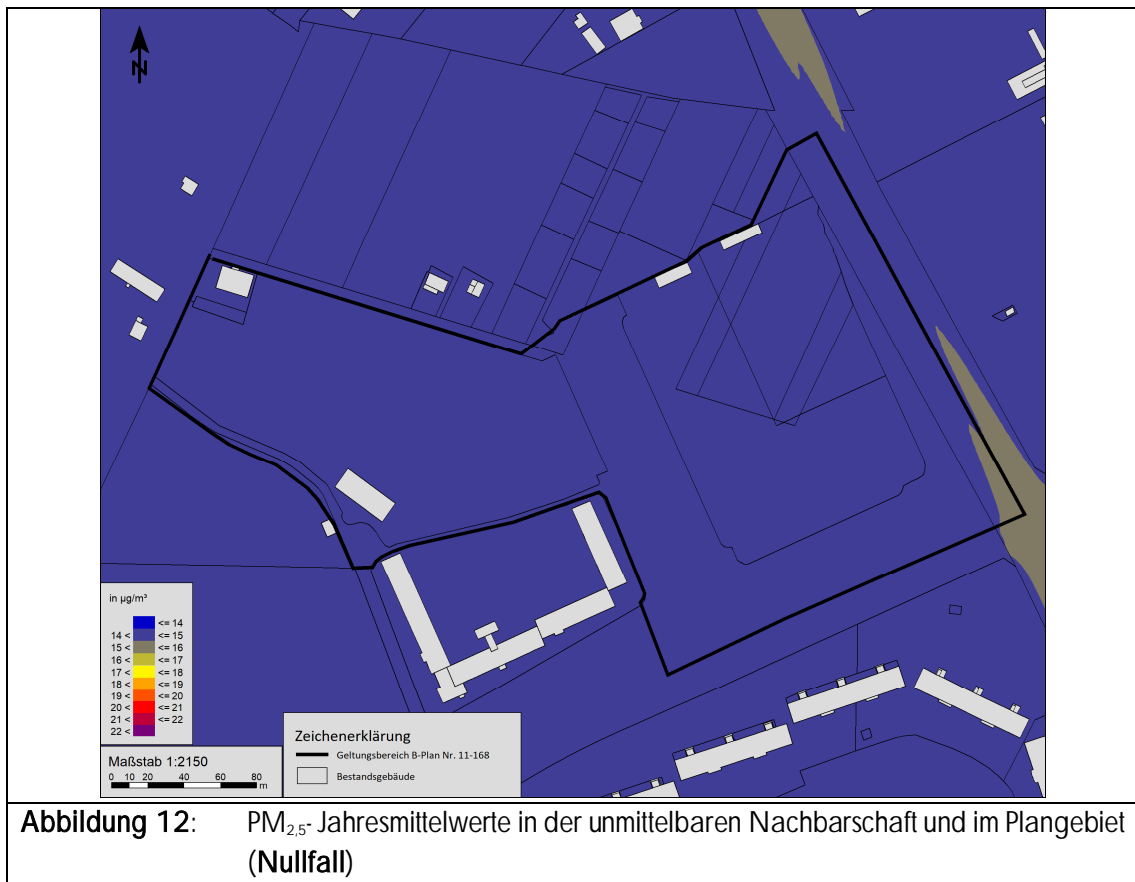 N
in µg/m³
<= 14
14 < <= 15
15 < <= 16
16 < <= 17
17 < <= 18
18 < <= 19
19 < <= 20
20 < <= 21
21 < <= 22
22 <
Maßstab 1:2150
0 10 20 40 60 80
m
Zeichenerklärung
Geltungsbereich B-Plan Nr. 11-168
Bestandsgebäude
Abbildung 12: PM2,5- Jahresmittelwerte in der unmittelbaren Nachbarschaft und im Plangebiet
(Nullfall)